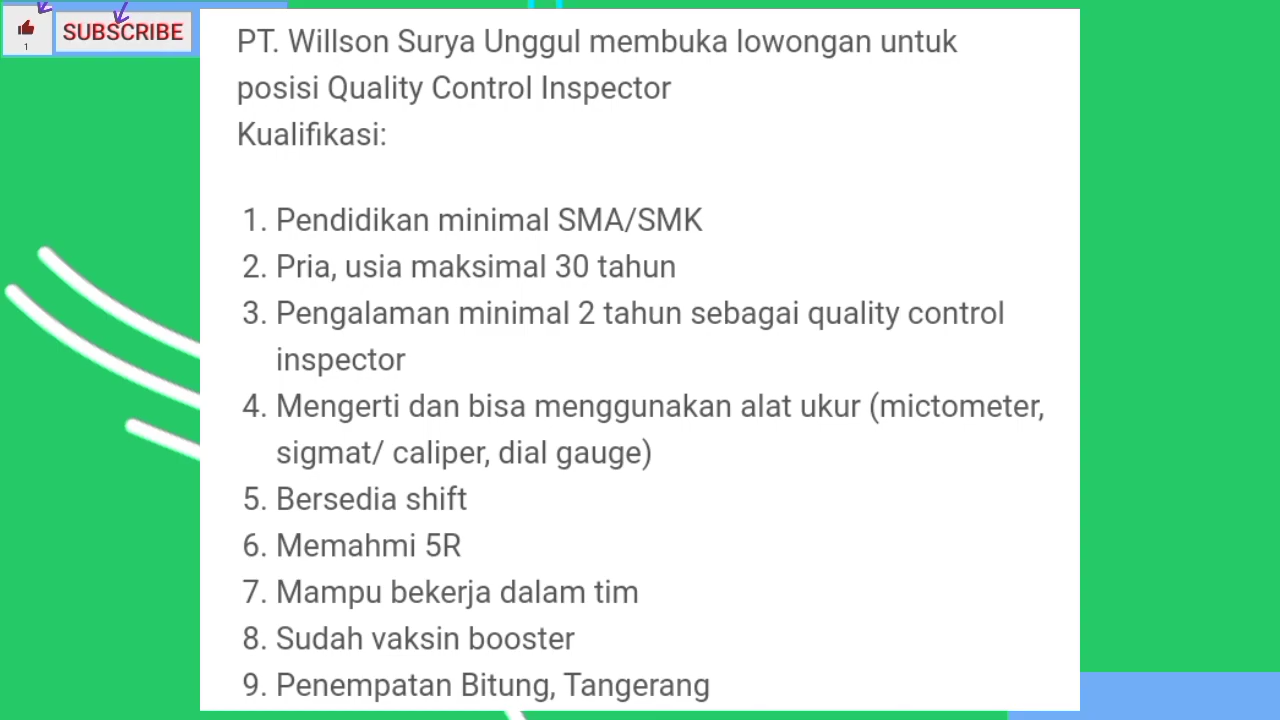 SUBSCRIBE
1
PT. Willson Surya Unggul membuka lowongan untuk
posisi Quality Control Inspector
Kualifikasi:
1. Pendidikan minimal SMA/SMK
2. Pria, usia maksimal 30 tahun
3. Pengalaman minimal 2 tahun sebagai quality control
inspector
4. Mengerti dan bisa menggunakan alat ukur (mictometer,
sigmat/ caliper, dial gauge)
5. Bersedia shift
6. Memahmi 5R
7. Mampu bekerja dalam tim
8. Sudah vaksin booster
9. Penempatan Bitung, Tangerang